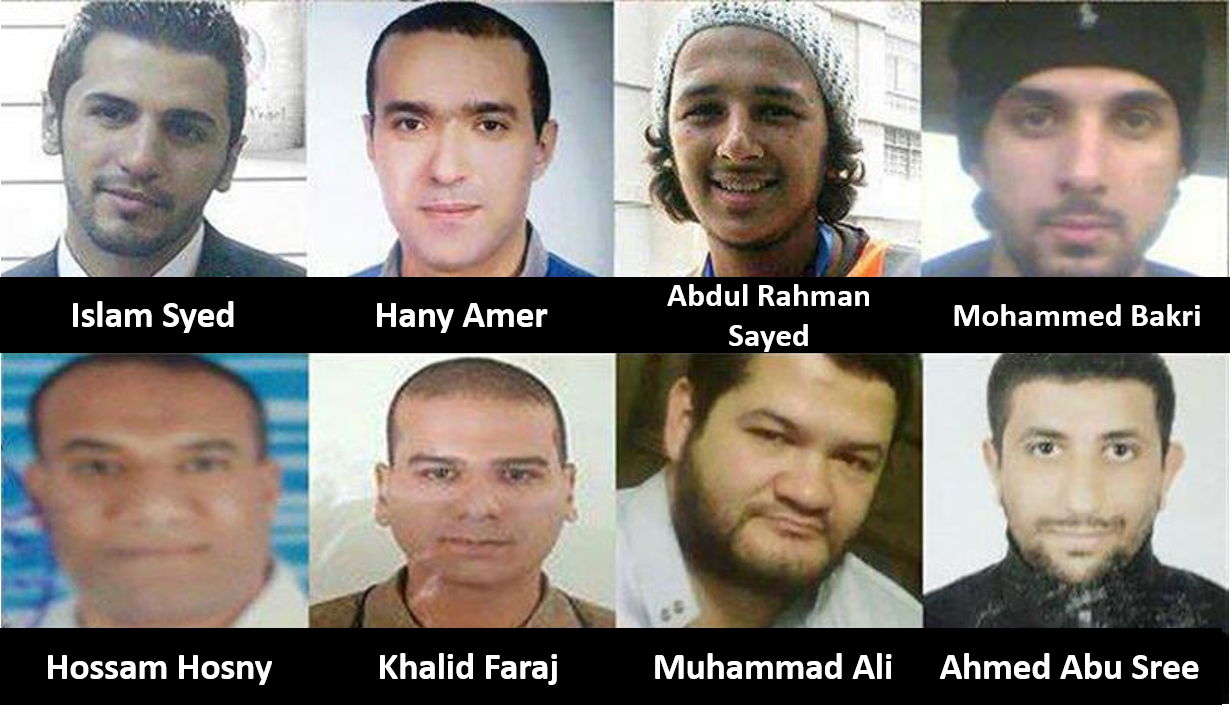 Islam Syed
Hany Amer
Abdul Rahman
Sayed
Mohammed Bakri
Hossam Hosny
Khalid Faraj
Muhammad Ali
Ahmed Abu Sree